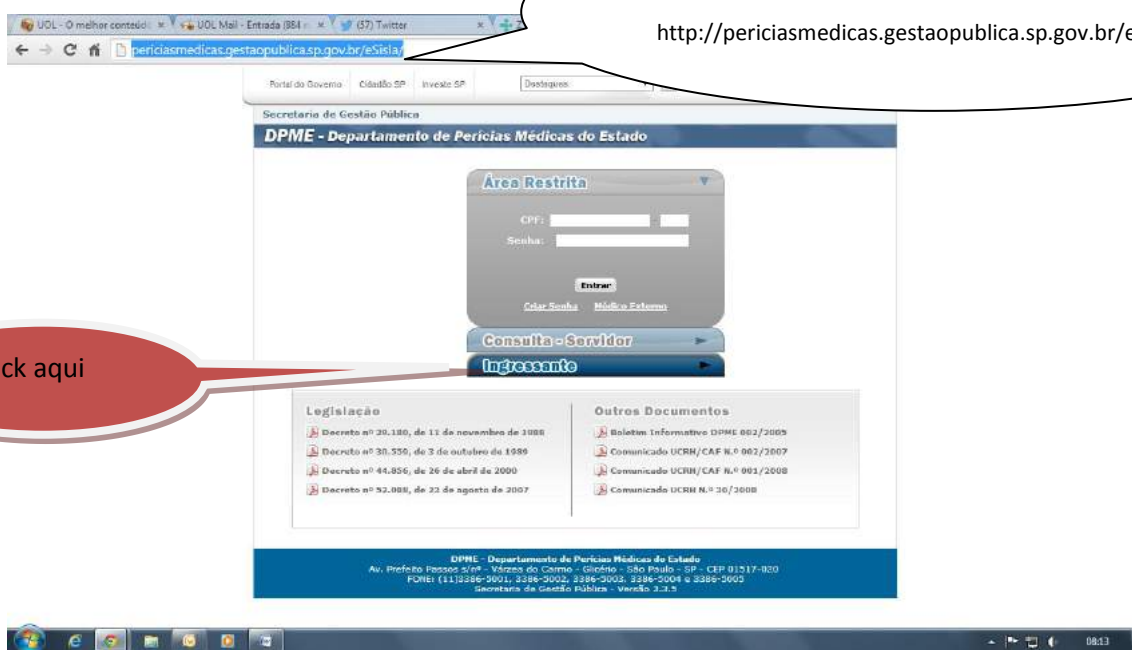 UOL - O melhor conteúdo
UOL Mail - Entrada (884
(57) Twitter
http://periciasmedicas.gestaopublica.sp.gov.br/e
periciasmedicas.gestaopublica.sp.gov.br/eSisla/
Portal do Governo Cidadão SP Investe SP Destaques
Secretaria de Gestão Pública
DPME - Departamento de Perícias Médicas do Estado
Área Restrita
CPF: -
Senha:
Entrar
Criar Senha Médico Externo
Consulta - Servidor
Ingressante
ck aqui
Legislação
Decreto nº 29.180, de 11 de novembro de 1988
Decreto nº 30.559, de 3 de outubro de 1989
Decreto nº 44.856, de 26 de abril de 2000
Decreto nº 52.088, de 23 de agosto de 2007
Outros Documentos
Boletim Informativo DPME 002/2005
Comunicado UCRH/CAF N.º 002/2007
Comunicado UCRH/CAF N.º 001/2008
Comunicado UCRH N.º 30/2008
DPME - Departamento de Perícias Médicas do Estado
Av. Prefeito Passos s/nº - Várzea do Carmo - Glicério - São Paulo - SP - CEP 01517-020
FONE: (11)3386-5001, 3386-5002, 3386-5003, 3386-5004 e 3386-5005
Secretaria de Gestão Pública - Versão 3.3.5
08:13